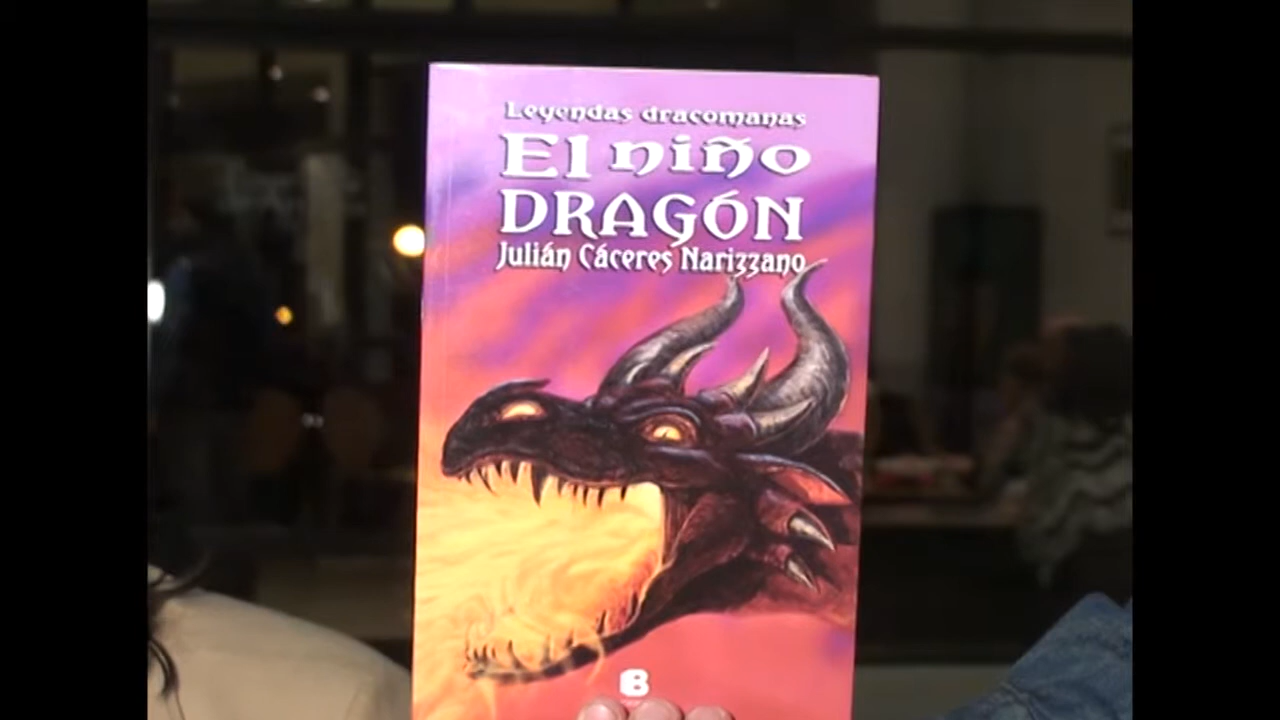 Leyendas dracomanas
El niño
DRAGÓN
Julián Cáceres Narizzano
B